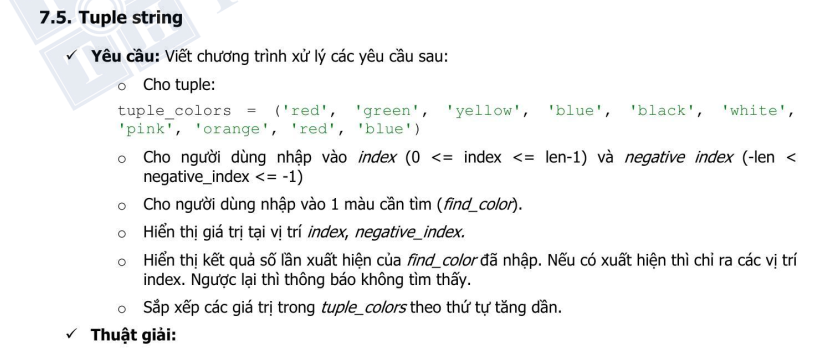 7.5. Tuple string
✓ Yêu cầu: Viết chương trình xử lý các yêu cầu sau:
o Cho tuple:
tuple_colors = ('red', 'green', 'yellow', 'blue', 'black', 'white',
'pink', 'orange', 'red', 'blue')
o Cho người dùng nhập vào index (0 <= index <= len-1) và negative index (-len <
negative_index <= -1)
o Cho người dùng nhập vào 1 màu cần tìm (find_color).
o Hiển thị giá trị tại vị trí index, negative_index.
o Hiển thị kết quả số lần xuất hiện của find_color đã nhập. Nếu có xuất hiện thì chỉ ra các vị trí
index. Ngược lại thì thông báo không tìm thấy.
o Sắp xếp các giá trị trong tuple_colors theo thứ tự tăng dần.
✓ Thuật giải: